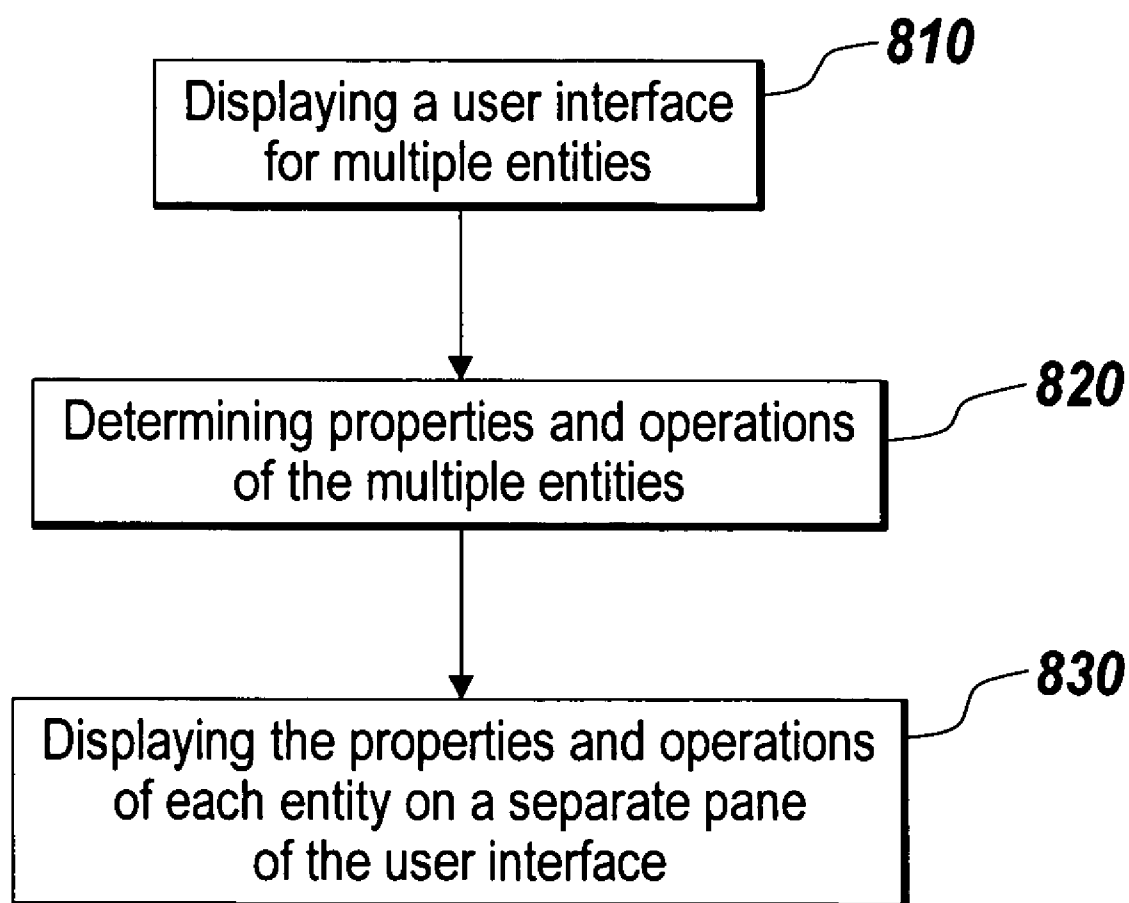 810
Displaying a user interface
for multiple entities
820
Determining properties and operations
of the multiple entities
830
Displaying the properties and operations
of each entity on a separate pane
of the user interface